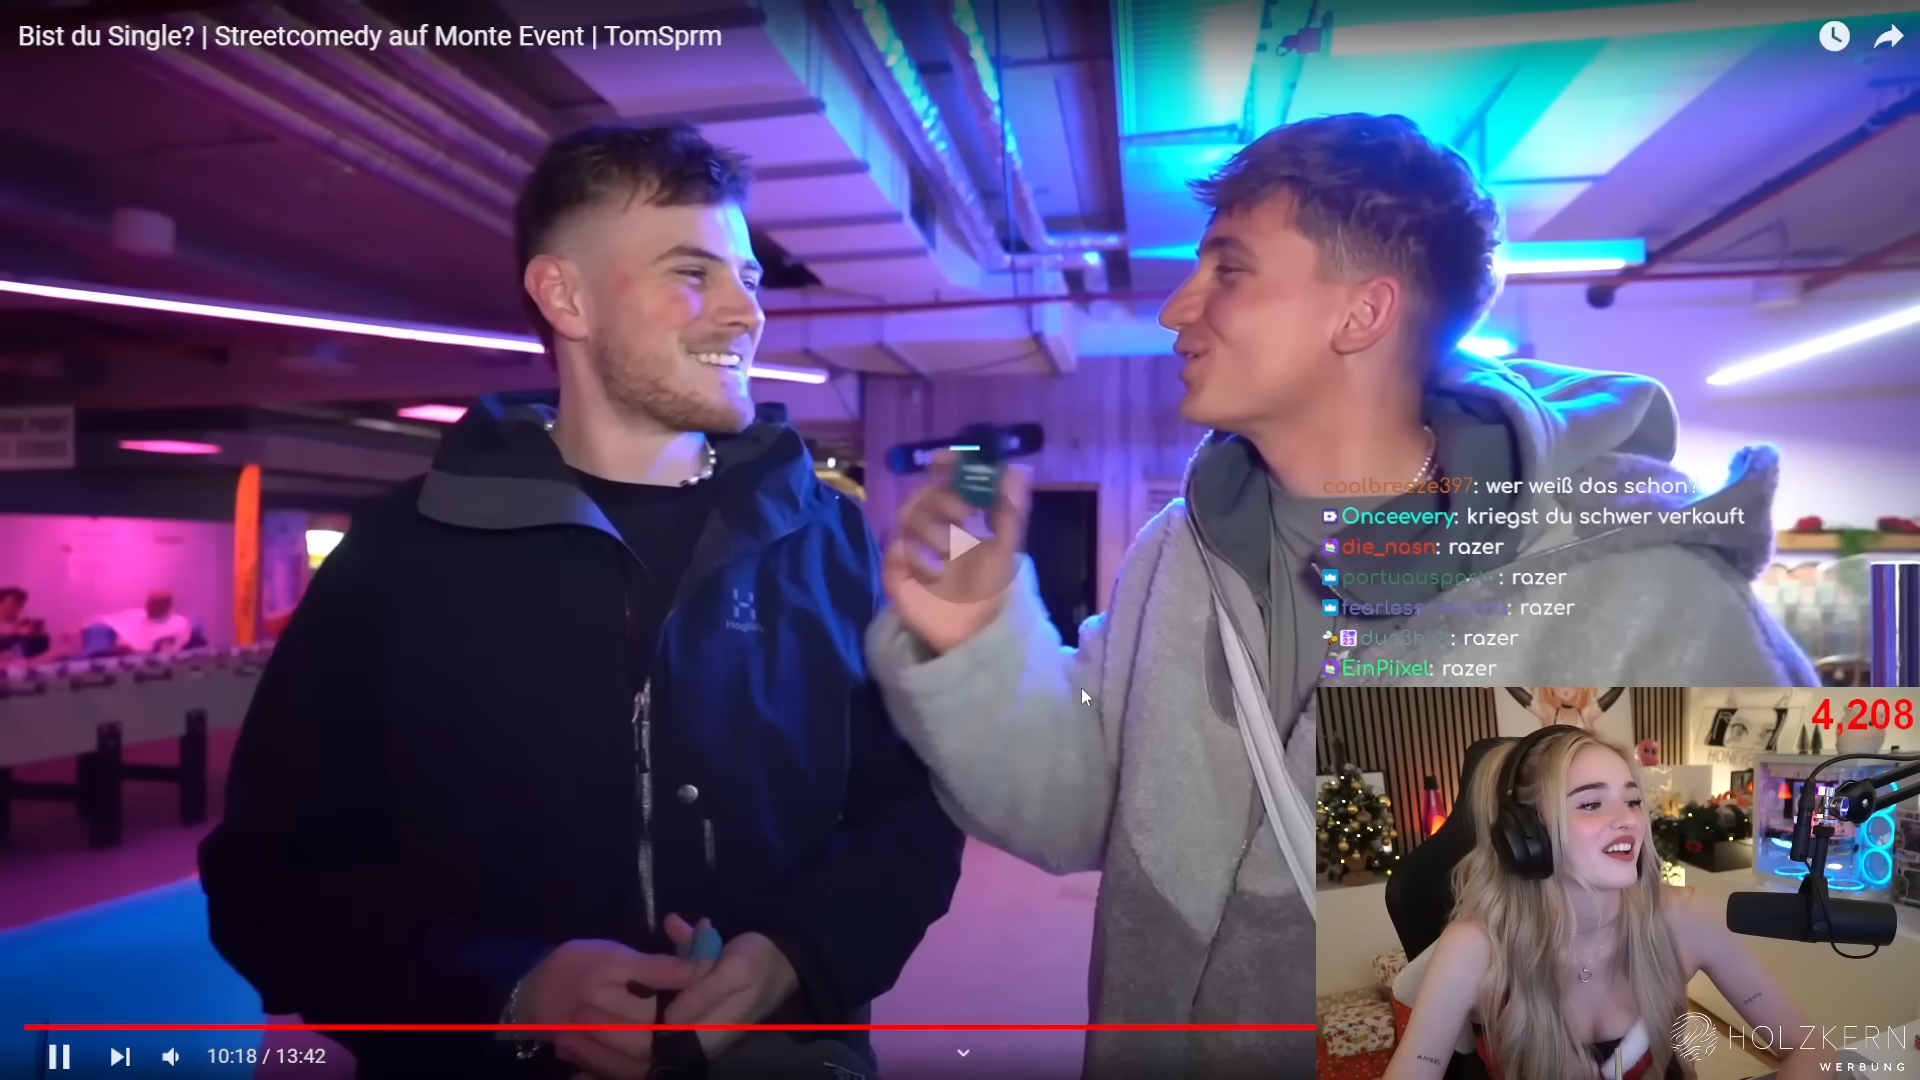 Bist du Single? | Streetcomedy auf Monte Event | TomSprm
coolbreeze397: wer weiß das schon?
Onceevery: kriegst du schwer verkauft
die_nosn: razer
: razer
: razer
: razer
EinPiixel: razer
4,208
ANGEL
HOLZKERN
WERBUNG
10:18 / 13:42